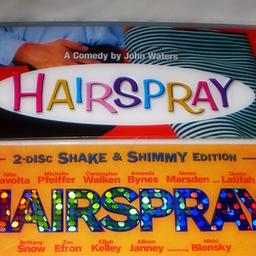 A Comedy by John Waters
HAIRSPRAY
2-DISC SHAKE & SHIMMY EDITION
John Michelle Christopher Amanda James Queen
Travolta Pfeiffer Walken Bynes Marsden Latifah
HAIRSPRAY
Brittany Zac Elijah Allison Nikki
Snow Efron Kelley Janney Introducing Blonsky